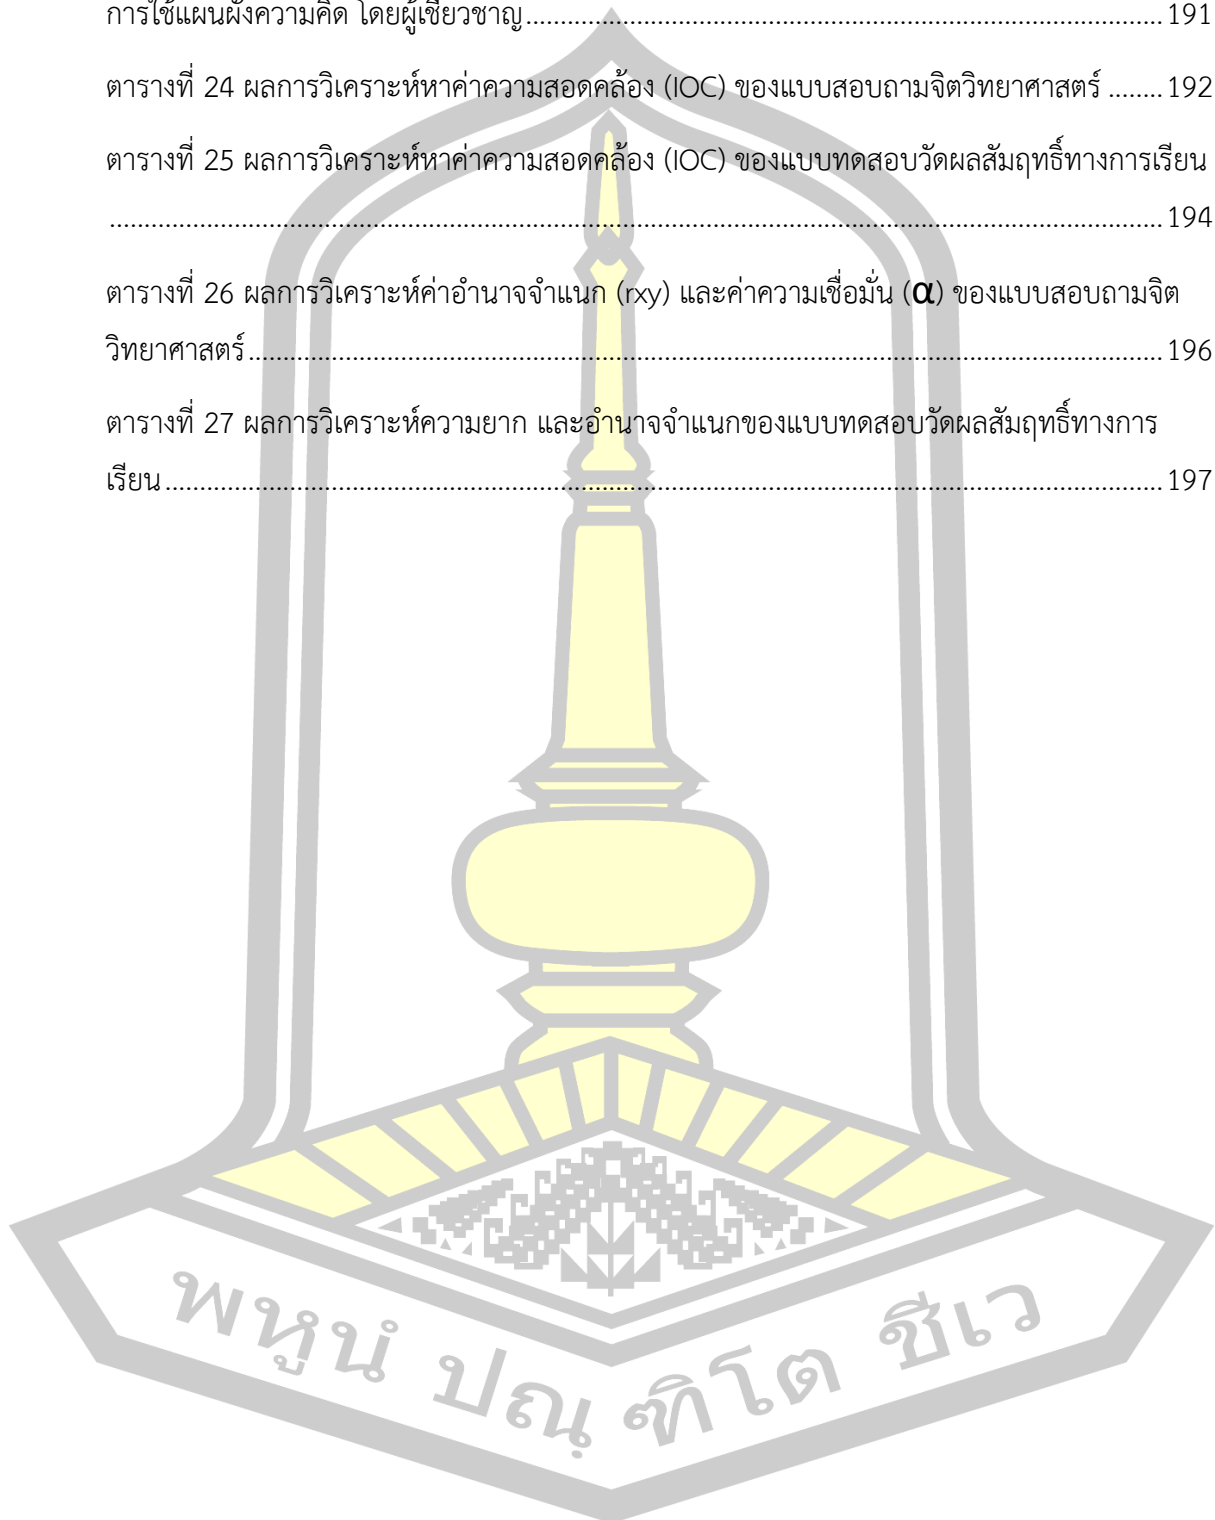 การใช้แผนผังความคิด โดยผู้เชี่ยวชาญ........................................................................................ 191
ตารางที่ 24 ผลการวิเคราะห์หาค่าความสอดคล้อง (IOC) ของแบบสอบถามจิตวิทยาศาสตร์ ........ 192
ตารางที่ 25 ผลการวิเคราะห์หาค่าความสอดคล้อง (IOC) ของแบบทดสอบวัดผลสัมฤทธิ์ทางการเรียน
.................................................................................................................................................. 194
ตารางที่ 26 ผลการวิเคราะห์ค่าอำนาจจำแนก (rxy) และค่าความเชื่อมั่น (α) ของแบบสอบถามจิต
วิทยาศาสตร์............................................................................................................................... 196
ตารางที่ 27 ผลการวิเคราะห์ความยาก และอำนาจจำแนกของแบบทดสอบวัดผลสัมฤทธิ์ทางการ
เรียน.......................................................................................................................................... 197
พหูนํ ปณฺ ฑิโต ชีเว